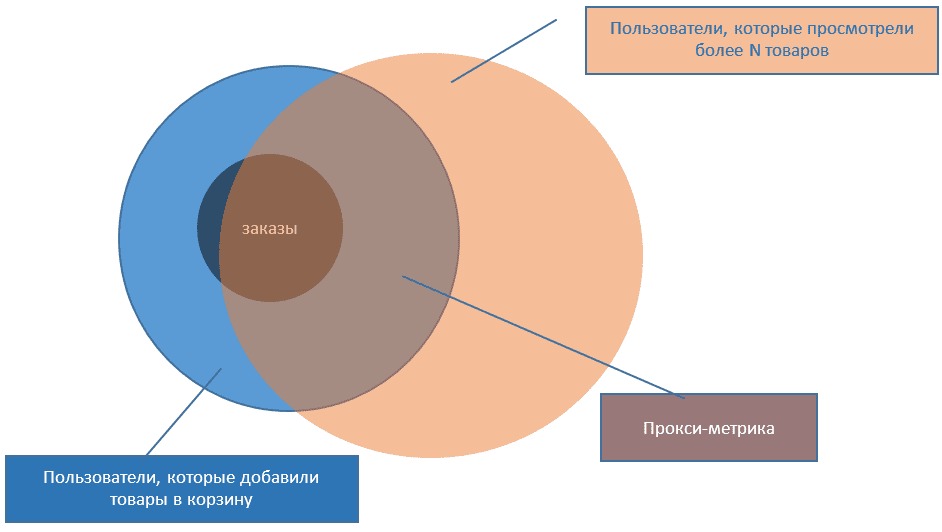 Пользователи, которые просмотрели
более N товаров
заказы
Прокси-метрика
Пользователи, которые добавили
товары в корзину